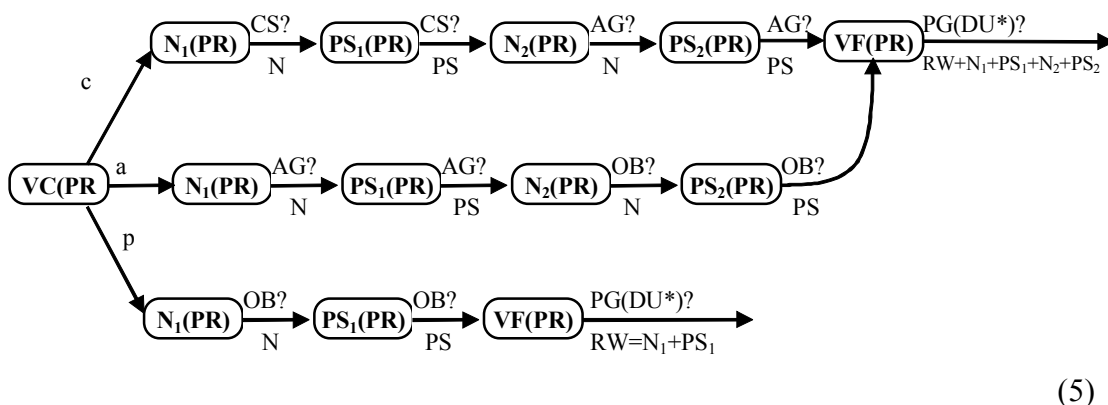 c N₁(PR) CS? N PS₁(PR) CS? PS N₂(PR) AG? N PS₂(PR) AG? PS VF(PR) PG(DU*)? RW+N₁+PS₁+N₂+PS₂
VC(PR a N₁(PR) AG? N PS₁(PR) AG? PS N₂(PR) OB? N PS₂(PR) OB? PS
p N₁(PR) OB? N PS₁(PR) OB? PS VF(PR) PG(DU*)? RW=N₁+PS₁
(5)